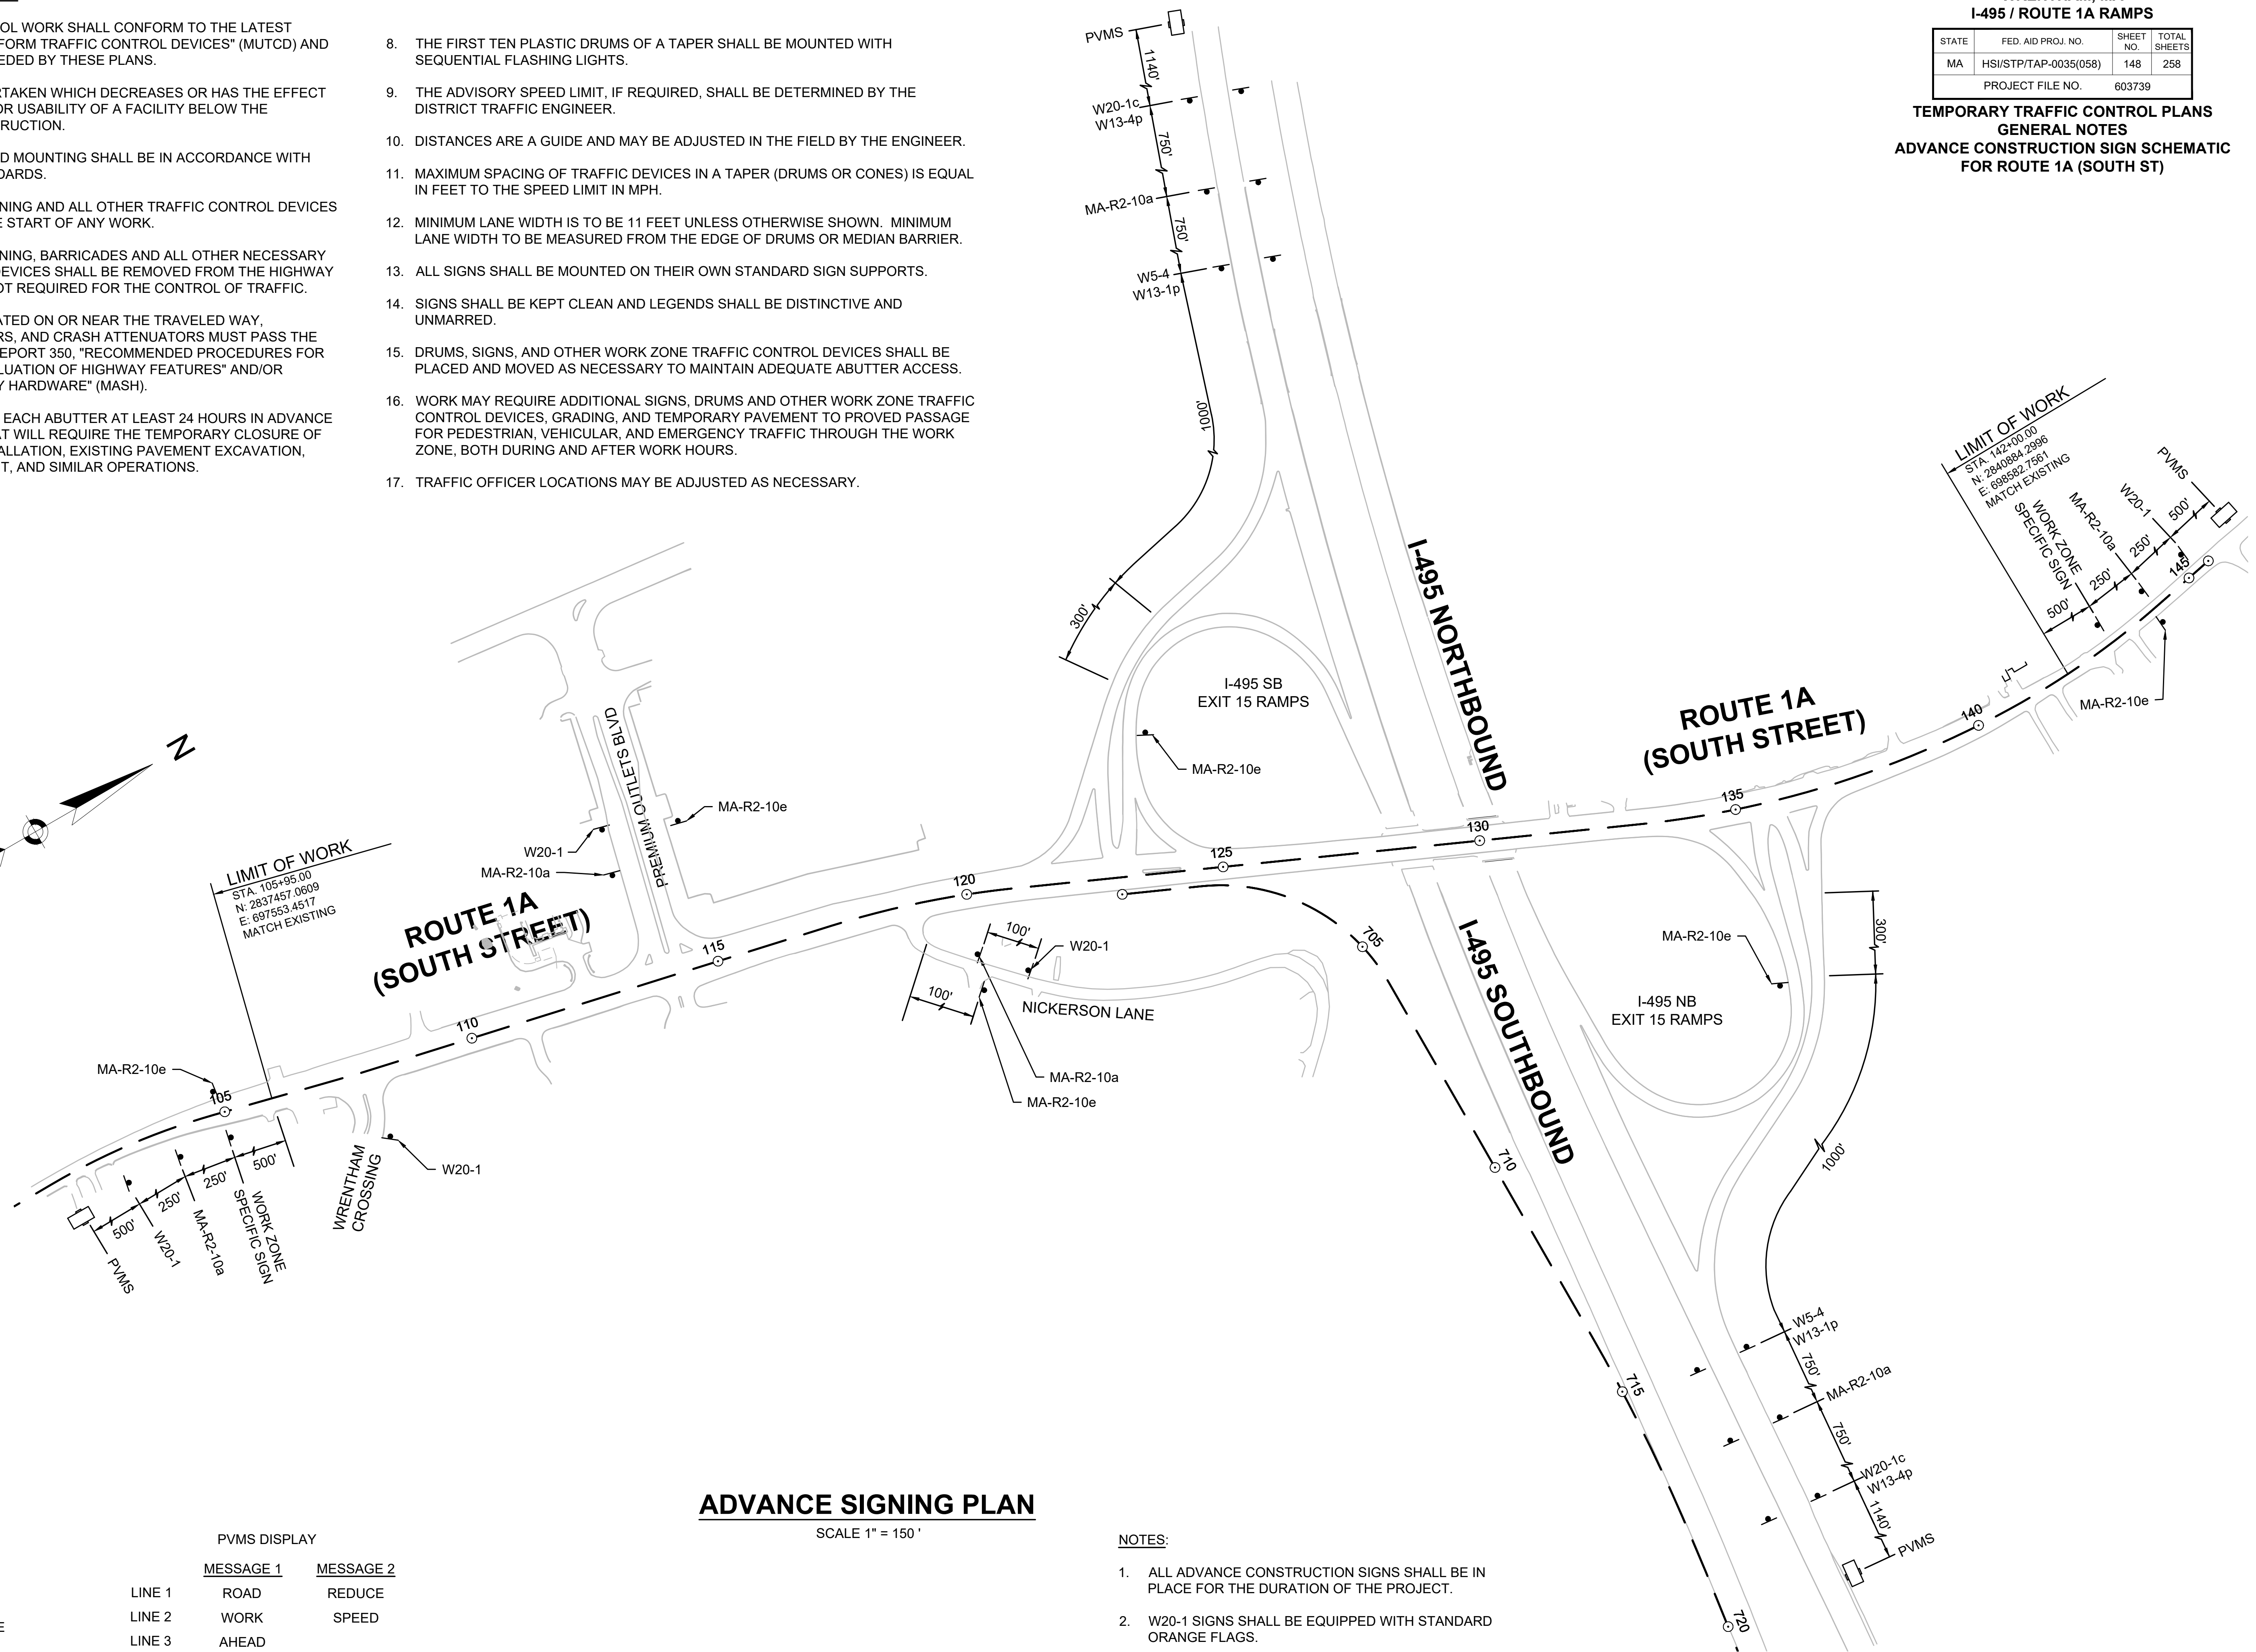 OL WORK SHALL CONFORM TO THE LATEST
FORM TRAFFIC CONTROL DEVICES" (MUTCD) AND
EDED BY THESE PLANS.
RTAKEN WHICH DECREASES OR HAS THE EFFECT
OR USABILITY OF A FACILITY BELOW THE
RUCTION.
D MOUNTING SHALL BE IN ACCORDANCE WITH
DARDS.
NING AND ALL OTHER TRAFFIC CONTROL DEVICES
E START OF ANY WORK.
NING, BARRICADES AND ALL OTHER NECESSARY
DEVICES SHALL BE REMOVED FROM THE HIGHWAY
OT REQUIRED FOR THE CONTROL OF TRAFFIC.
ATED ON OR NEAR THE TRAVELED WAY,
RS, AND CRASH ATTENUATORS MUST PASS THE
EPORT 350, "RECOMMENDED PROCEDURES FOR
LUATION OF HIGHWAY FEATURES" AND/OR
Y HARDWARE" (MASH).
EACH ABUTTER AT LEAST 24 HOURS IN ADVANCE
AT WILL REQUIRE THE TEMPORARY CLOSURE OF
ALLATION, EXISTING PAVEMENT EXCAVATION,
T, AND SIMILAR OPERATIONS.
8. THE FIRST TEN PLASTIC DRUMS OF A TAPER SHALL BE MOUNTED WITH
SEQUENTIAL FLASHING LIGHTS.
9. THE ADVISORY SPEED LIMIT, IF REQUIRED, SHALL BE DETERMINED BY THE
DISTRICT TRAFFIC ENGINEER.
10. DISTANCES ARE A GUIDE AND MAY BE ADJUSTED IN THE FIELD BY THE ENGINEER.
11. MAXIMUM SPACING OF TRAFFIC DEVICES IN A TAPER (DRUMS OR CONES) IS EQUAL
IN FEET TO THE SPEED LIMIT IN MPH.
12. MINIMUM LANE WIDTH IS TO BE 11 FEET UNLESS OTHERWISE SHOWN. MINIMUM
LANE WIDTH TO BE MEASURED FROM THE EDGE OF DRUMS OR MEDIAN BARRIER.
13. ALL SIGNS SHALL BE MOUNTED ON THEIR OWN STANDARD SIGN SUPPORTS.
14. SIGNS SHALL BE KEPT CLEAN AND LEGENDS SHALL BE DISTINCTIVE AND
UNMARRED.
15. DRUMS, SIGNS, AND OTHER WORK ZONE TRAFFIC CONTROL DEVICES SHALL BE
PLACED AND MOVED AS NECESSARY TO MAINTAIN ADEQUATE ABUTTER ACCESS.
16. WORK MAY REQUIRE ADDITIONAL SIGNS, DRUMS AND OTHER WORK ZONE TRAFFIC
CONTROL DEVICES, GRADING, AND TEMPORARY PAVEMENT TO PROVED PASSAGE
FOR PEDESTRIAN, VEHICULAR, AND EMERGENCY TRAFFIC THROUGH THE WORK
ZONE, BOTH DURING AND AFTER WORK HOURS.
17. TRAFFIC OFFICER LOCATIONS MAY BE ADJUSTED AS NECESSARY.
I-495 / ROUTE 1A RAMPS
STATE FED. AID PROJ. NO. SHEET NO. TOTAL SHEETS
MA HSI/STP/TAP-0035(058) 148 258
PROJECT FILE NO. 603739
TEMPORARY TRAFFIC CONTROL PLANS
GENERAL NOTES
ADVANCE CONSTRUCTION SIGN SCHEMATIC
FOR ROUTE 1A (SOUTH ST)
PVMS
1140'
W20-1c
W13-4p
750'
MA-R2-10a
750'
W5-4
W13-1p
1000'
300'
I-495 NORTHBOUND
I-495 SB
EXIT 15 RAMPS
MA-R2-10e
LIMIT OF WORK
STA. 142+00.00
N: 2840884.2996
E: 698582.7561
MATCH EXISTING
WORK ZONE
SPECIFIC SIGN
MA-R2-10a
W20-1
PVMS
500'
250'
250'
500'
145
MA-R2-10e
ROUTE 1A
(SOUTH STREET)
140
135
130
125
120
115
110
105
N
PREMIUM OUTLETS BLVD
MA-R2-10e
W20-1
MA-R2-10a
LIMIT OF WORK
STA. 105+95.00
N: 2837457.0609
E: 697553.4517
MATCH EXISTING
ROUTE 1A
(SOUTH STREET)
100'
W20-1
100'
NICKERSON LANE
MA-R2-10a
MA-R2-10e
MA-R2-10e
WRENTHAM
CROSSING
W20-1
500'
250'
250'
500'
PVMS
W20-1
MA-R2-10a
WORK ZONE
SPECIFIC SIGN
705
710
715
720
I-495 SOUTHBOUND
MA-R2-10e
I-495 NB
EXIT 15 RAMPS
300'
1000'
W5-4
W13-1p
750'
MA-R2-10a
750'
W20-1c
W13-4p
1140'
PVMS
ADVANCE SIGNING PLAN
SCALE 1" = 150 '
PVMS DISPLAY
MESSAGE 1 MESSAGE 2
LINE 1 ROAD REDUCE
LINE 2 WORK SPEED
LINE 3 AHEAD
E
NOTES:
1. ALL ADVANCE CONSTRUCTION SIGNS SHALL BE IN
PLACE FOR THE DURATION OF THE PROJECT.
2. W20-1 SIGNS SHALL BE EQUIPPED WITH STANDARD
ORANGE FLAGS.